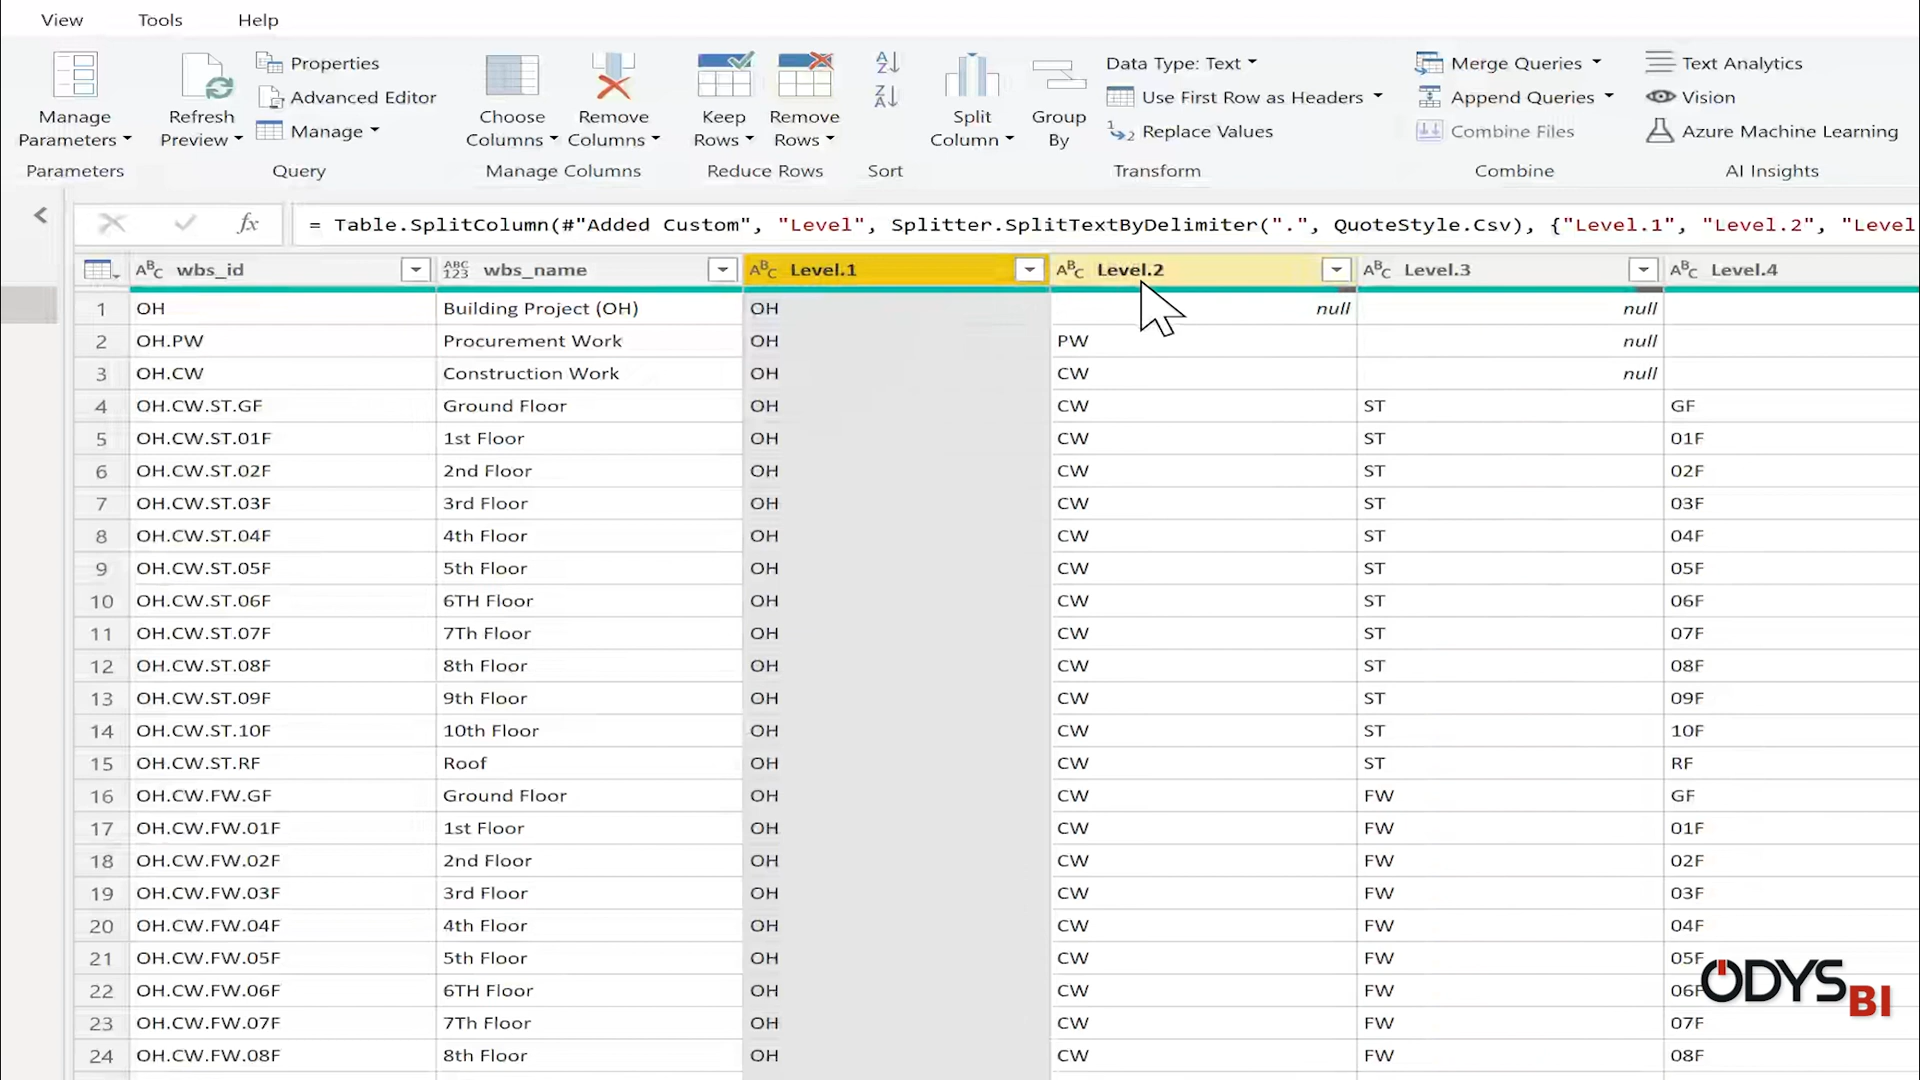 View Tools Help
Manage Parameters
Refresh Preview
Properties
Advanced Editor
Manage
Choose Columns
Remove Columns
Keep Rows
Remove Rows
Split Column
Group By
Data Type: Text
Use First Row as Headers
Replace Values
Merge Queries
Append Queries
Combine Files
Text Analytics
Vision
Azure Machine Learning
Parameters Query Manage Columns Reduce Rows Sort Transform Combine AI Insights
fx = Table.SplitColumn(#"Added Custom", "Level", Splitter.SplitTextByDelimiter(".", QuoteStyle.Csv), {"Level.1", "Level.2", "Level
ABC wbs_id ABC 123 wbs_name ABC Level.1 ABC Level.2 ABC Level.3 ABC Level.4
1 OH Building Project (OH) OH null null
2 OH.PW Procurement Work OH PW null
3 OH.CW Construction Work OH CW null
4 OH.CW.ST.GF Ground Floor OH CW ST GF
5 OH.CW.ST.01F 1st Floor OH CW ST 01F
6 OH.CW.ST.02F 2nd Floor OH CW ST 02F
7 OH.CW.ST.03F 3rd Floor OH CW ST 03F
8 OH.CW.ST.04F 4th Floor OH CW ST 04F
9 OH.CW.ST.05F 5th Floor OH CW ST 05F
10 OH.CW.ST.06F 6TH Floor OH CW ST 06F
11 OH.CW.ST.07F 7Th Floor OH CW ST 07F
12 OH.CW.ST.08F 8th Floor OH CW ST 08F
13 OH.CW.ST.09F 9th Floor OH CW ST 09F
14 OH.CW.ST.10F 10th Floor OH CW ST 10F
15 OH.CW.ST.RF Roof OH CW ST RF
16 OH.CW.FW.GF Ground Floor OH CW FW GF
17 OH.CW.FW.01F 1st Floor OH CW FW 01F
18 OH.CW.FW.02F 2nd Floor OH CW FW 02F
19 OH.CW.FW.03F 3rd Floor OH CW FW 03F
20 OH.CW.FW.04F 4th Floor OH CW FW 04F
21 OH.CW.FW.05F 5th Floor OH CW FW 05F
22 OH.CW.FW.06F 6TH Floor OH CW FW 06F
23 OH.CW.FW.07F 7Th Floor OH CW FW 07F
24 OH.CW.FW.08F 8th Floor OH CW FW 08F
ODYS BI